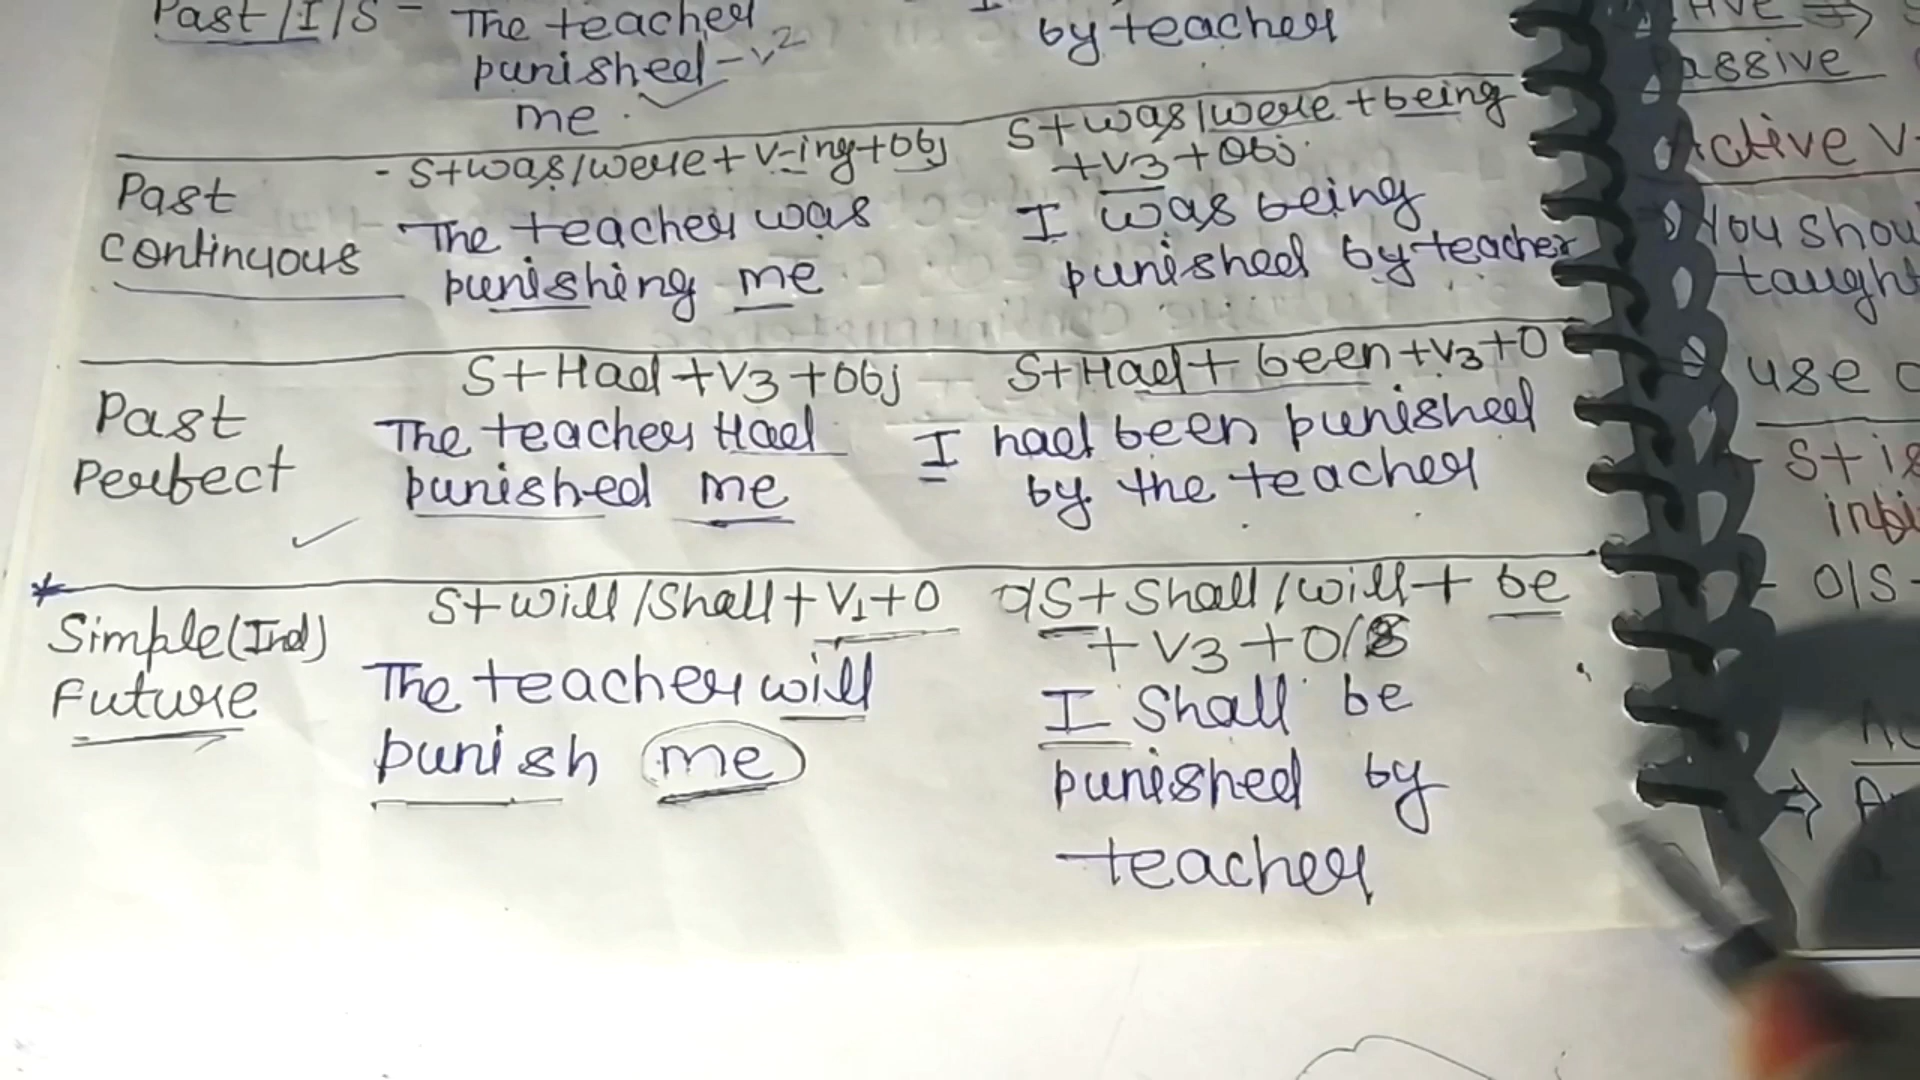 Past/I/S - The teacher
punished - v2
me.
by teacher
Past
Continuous
- S+was/were+v-ing+obj
The teacher was
punishing me
S+was/were+being
+V3+Obj.
I was being
punished by teacher
Past
Perfect
S+Had+V3+Obj
The teacher Had
punished me
S+Had+been+V3+O
I had been punished
by the teacher
Simple(Ind)
Future
S+will/Shall+V1+O
The teacher will
punish me
O/S+Shall/will+be
+V3+O/S
I Shall be
punished by
teacher
assive
Active V
You shou
taught
use
S+is
O/S